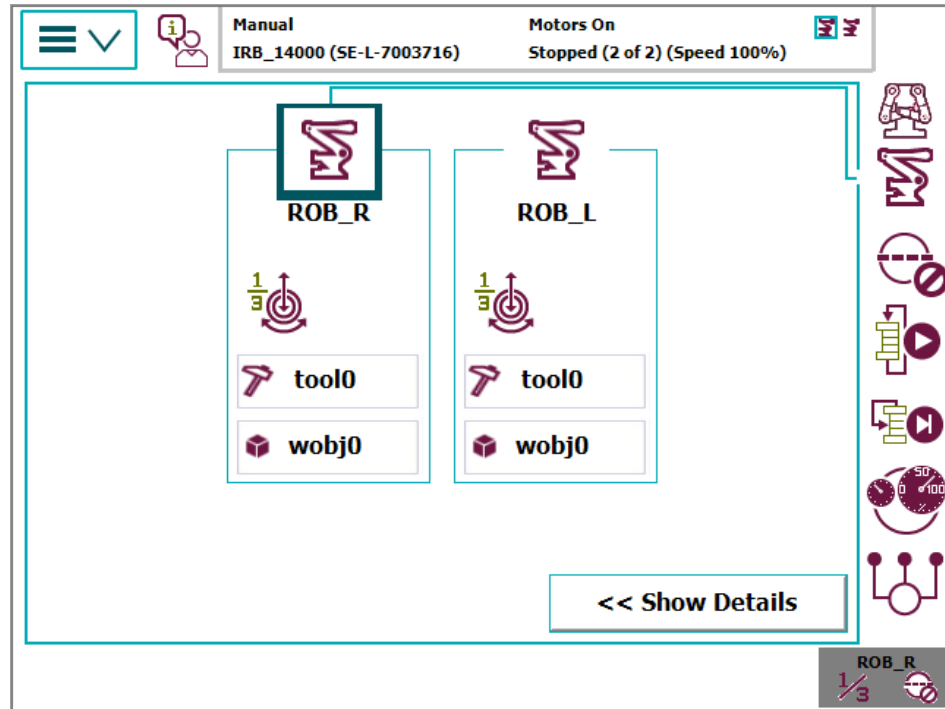 Manual
IRB_14000 (SE-L-7003716)
Motors On
Stopped (2 of 2) (Speed 100%)
ROB_R
ROB_L
1
3
1
3
tool0
tool0
wobj0
wobj0
50
0
100
%
<< Show Details
ROB_R
1/3